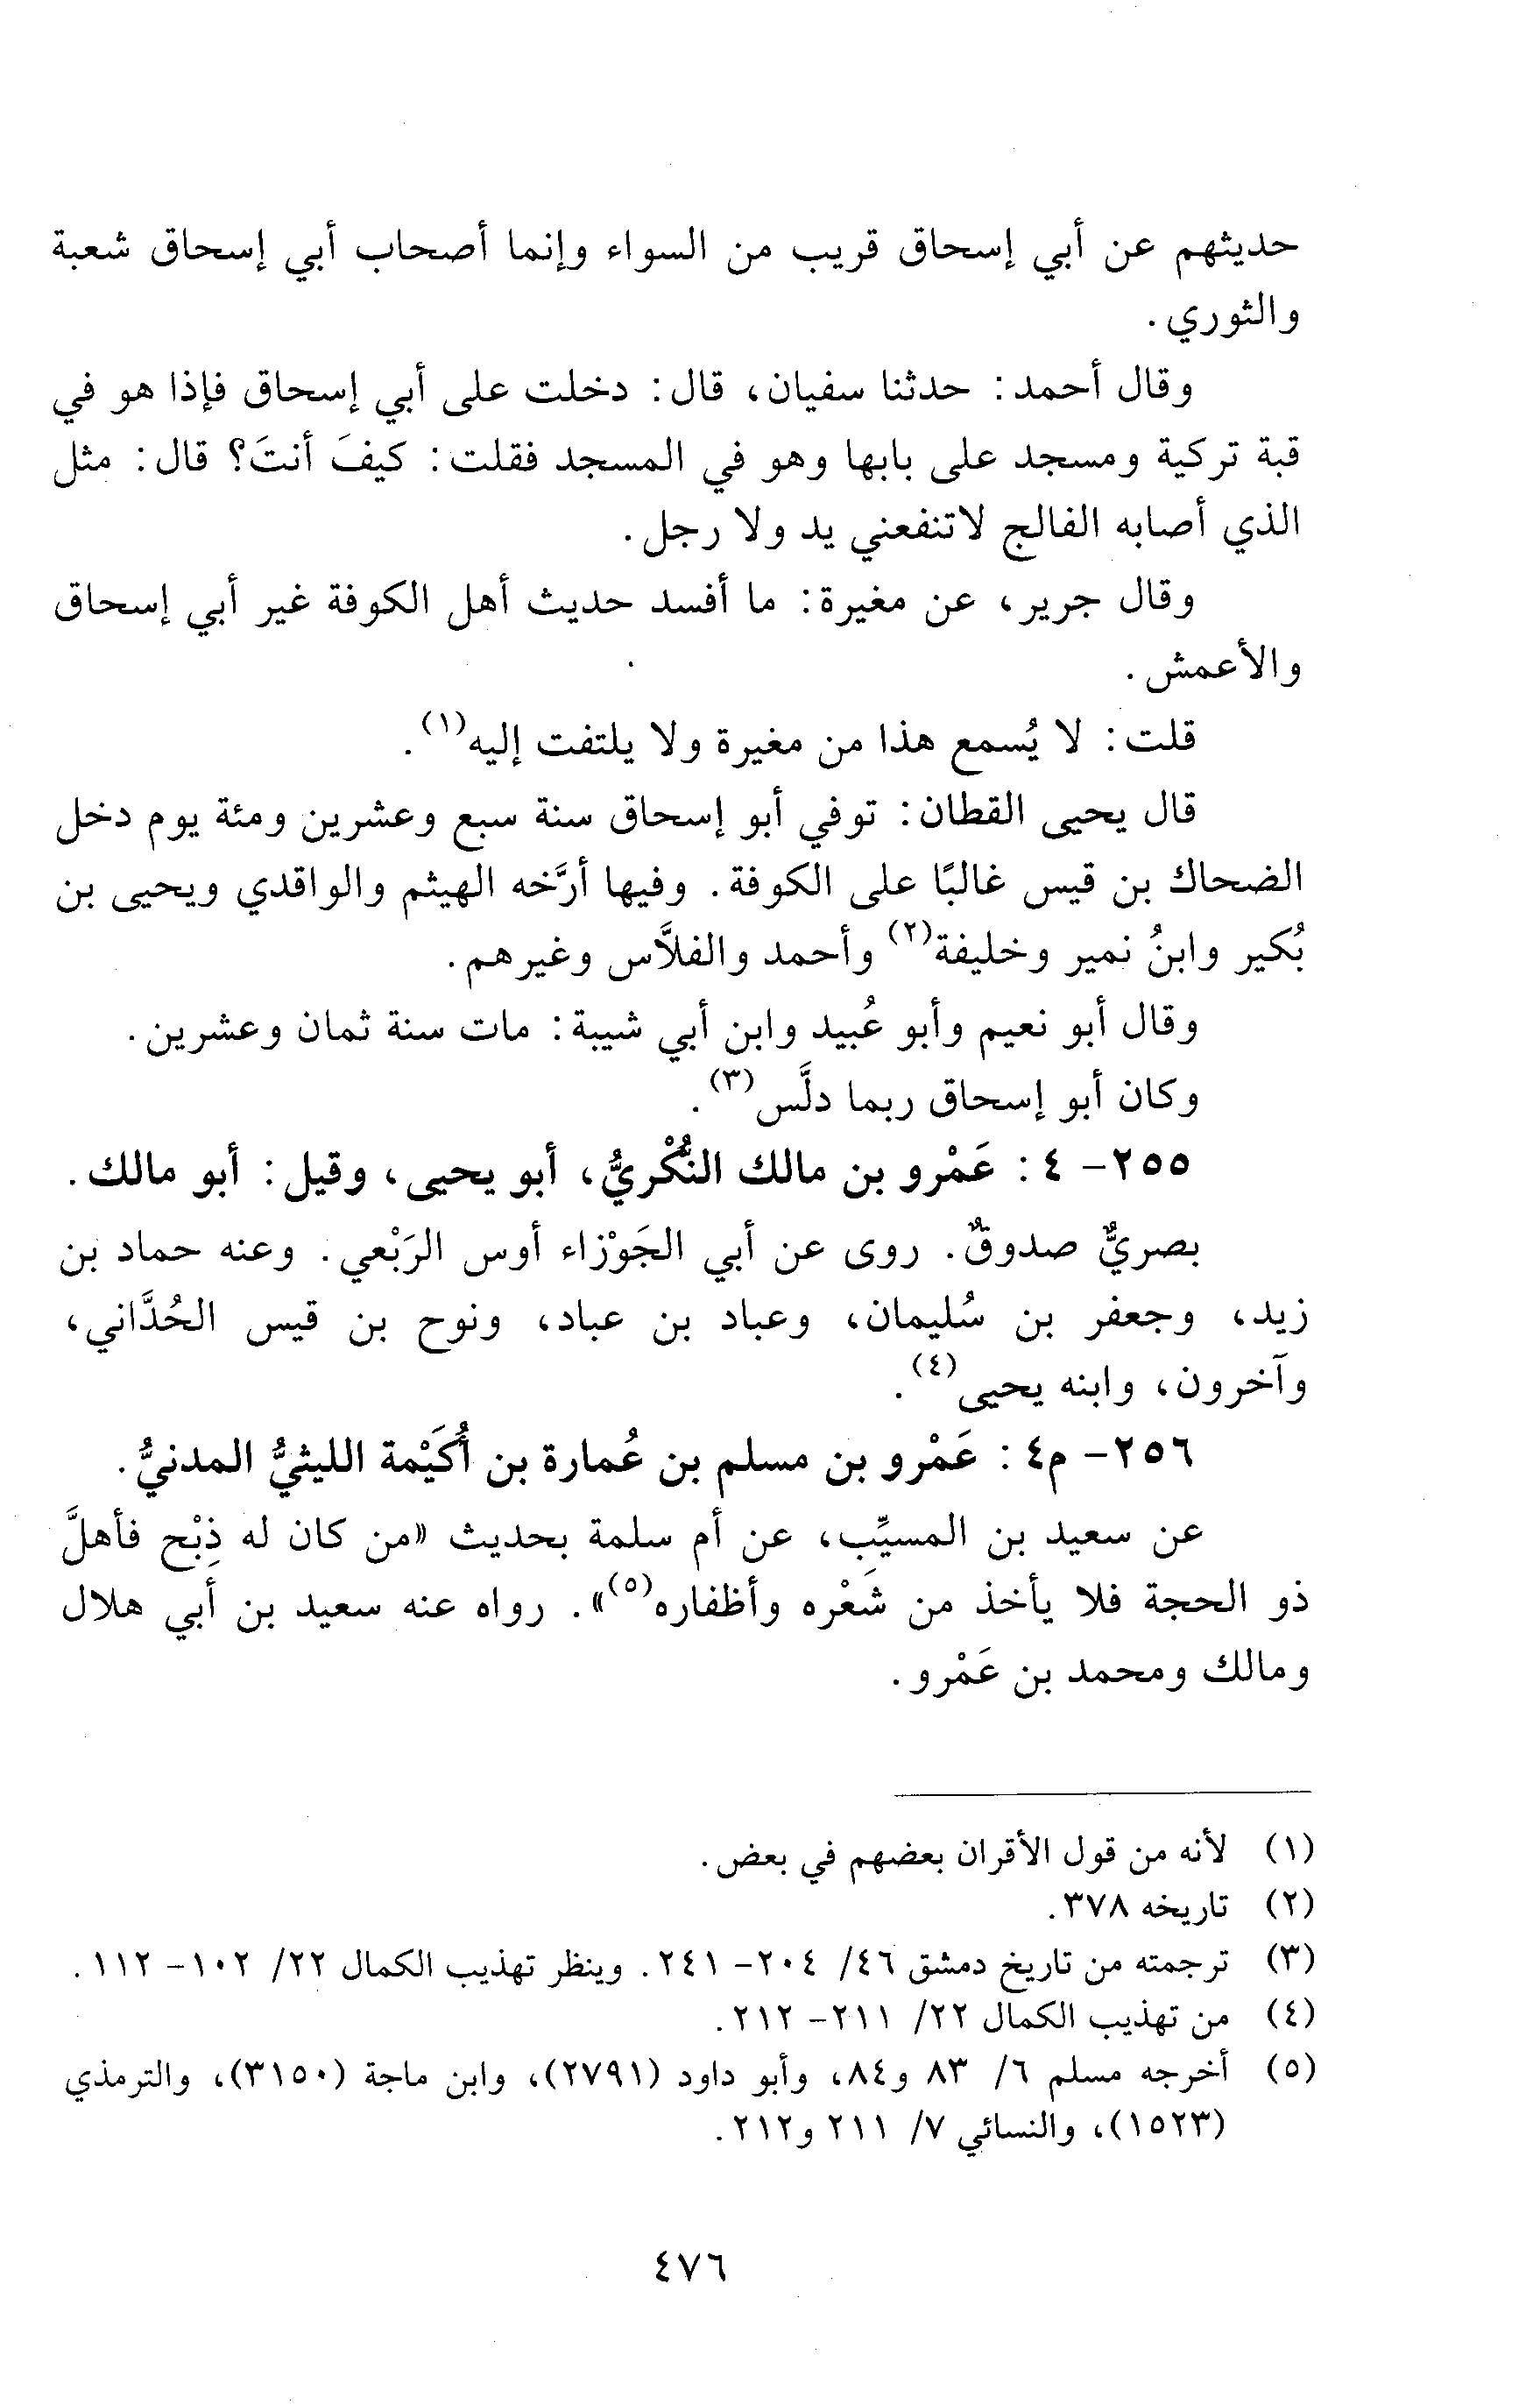 حديثهم عن أبي إسحاق قريب من السواء وإنما أصحاب أبي إسحاق شعبة
والثوري.
وقال أحمد: حدثنا سفيان، قال: دخلت على أبي إسحاق فإذا هو في
قبة تركية ومسجد على بابها وهو في المسجد فقلت: كيفَ أنتَ؟ قال: مثل
الذي أصابه الفالج لاتنفعني يد ولا رجل.
وقال جرير، عن مغيرة: ما أفسد حديث أهل الكوفة غير أبي إسحاق
والأعمش.
قلت: لا يُسمع هذا من مغيرة ولا يلتفت إليه(١).
قال يحيى القطان: توفي أبو إسحاق سنة سبع وعشرين ومئة يوم دخل
الضحاك بن قيس غالبًا على الكوفة. وفيها أرَّخه الهيثم والواقدي ويحيى بن
بُكير وابنُ نمير وخليفة(٢) وأحمد والفلاَّس وغيرهم.
وقال أبو نعيم وأبو عُبيد وابن أبي شيبة: مات سنة ثمان وعشرين.
وكان أبو إسحاق ربما دلَّس(٣).
٢٥٥- ٤: عَمْرو بن مالك النُّكْريُّ، أبو يحيى، وقيل: أبو مالك.
بصريٌّ صدوقٌ. روى عن أبي الجَوْزاء أوس الرَبْعي. وعنه حماد بن
زيد، وجعفر بن سُليمان، وعباد بن عباد، ونوح بن قيس الحُدَّاني،
وآخرون، وابنه يحيى(٤).
٢٥٦- م٤: عَمْرو بن مسلم بن عُمارة بن أُكَيْمة الليثيُّ المدنيُّ.
عن سعيد بن المسيِّب، عن أم سلمة بحديث «من كان له ذِبْح فأهلَّ
ذو الحجة فلا يأخذ من شَعْره وأظفاره(٥)». رواه عنه سعيد بن أبي هلال
ومالك ومحمد بن عَمْرو.
(١) لأنه من قول الأقران بعضهم في بعض.
(٢) تاريخه ٣٧٨.
(٣) ترجمته من تاريخ دمشق ٤٦/ ٢٠٤- ٢٤١. وينظر تهذيب الكمال ٢٢/ ١٠٢- ١١٢.
(٤) من تهذيب الكمال ٢٢/ ٢١١- ٢١٢.
(٥) أخرجه مسلم ٦/ ٨٣ و٨٤، وأبو داود (٢٧٩١)، وابن ماجة (٣١٥٠)، والترمذي
(١٥٢٣)، والنسائي ٧/ ٢١١ و٢١٢.
٤٧٦